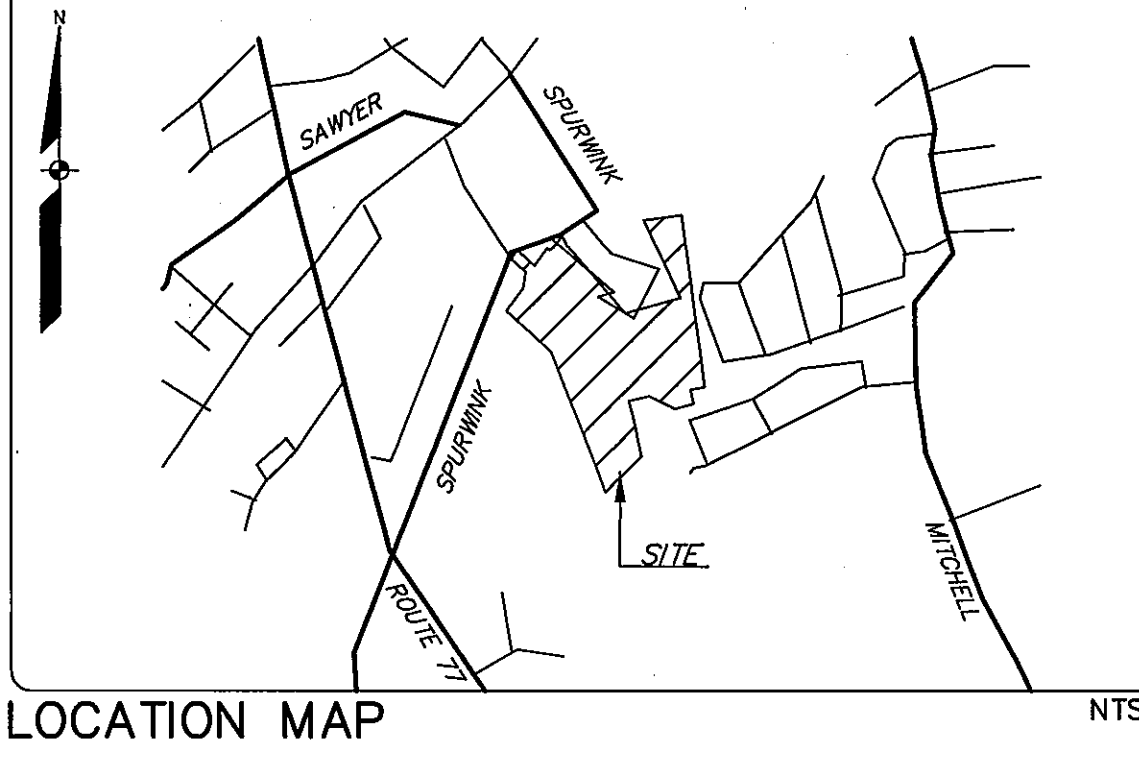 N
SAWYER
SPURWINK
SPURWINK
SITE
ROUTE 77
MITCHELL
LOCATION MAP
NTS